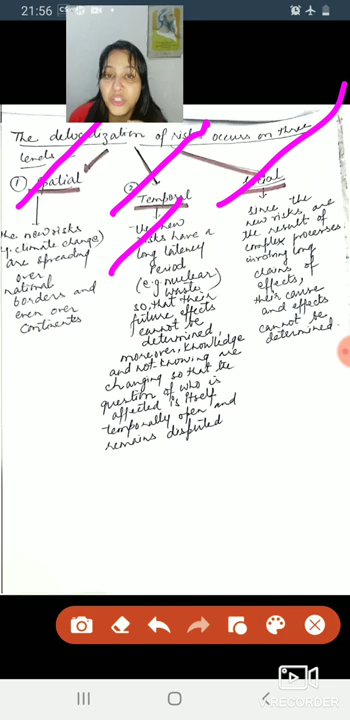 21:56
The delocalization of risks occurs on three
levels
① Spatial
the new risks
(e.g. climate change)
are spreading
over
national
borders and
even over
continents
②
Temporal
The new
risks have a
long latency
Period
(e.g. nuclear
waste)
so, that their
future effects
cannot be
determined,
moreover, knowledge
and not-knowing are
changing so that the
question of who is
affected is itself
temporally open and
remains disputed
Social
since the
new risks are
the result of
complex processes.
involving long
chains of
effects,
their cause
and effects
cannot be
determined.
V RECORDER